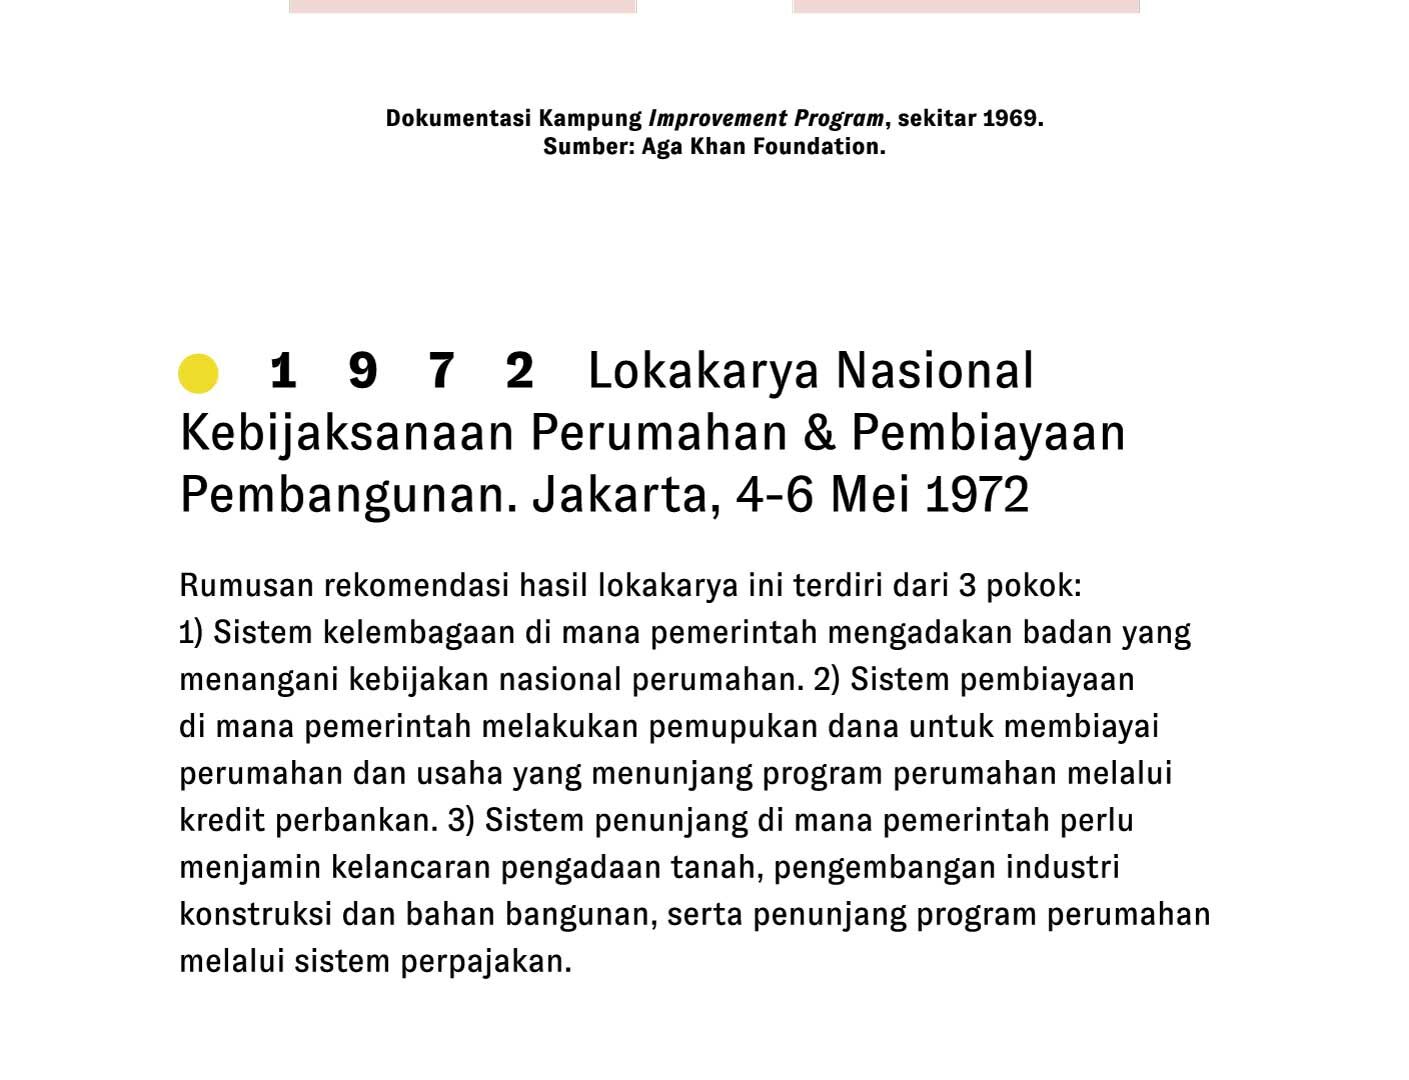 Dokumentasi Kampung Improvement Program, sekitar 1969.
Sumber: Aga Khan Foundation.
1 9 7 2 Lokakarya Nasional
Kebijaksanaan Perumahan & Pembiayaan
Pembangunan. Jakarta, 4-6 Mei 1972
Rumusan rekomendasi hasil lokakarya ini terdiri dari 3 pokok:
1) Sistem kelembagaan di mana pemerintah mengadakan badan yang
menangani kebijakan nasional perumahan. 2) Sistem pembiayaan
di mana pemerintah melakukan pemupukan dana untuk membiayai
perumahan dan usaha yang menunjang program perumahan melalui
kredit perbankan. 3) Sistem penunjang di mana pemerintah perlu
menjamin kelancaran pengadaan tanah, pengembangan industri
konstruksi dan bahan bangunan, serta penunjang program perumahan
melalui sistem perpajakan.